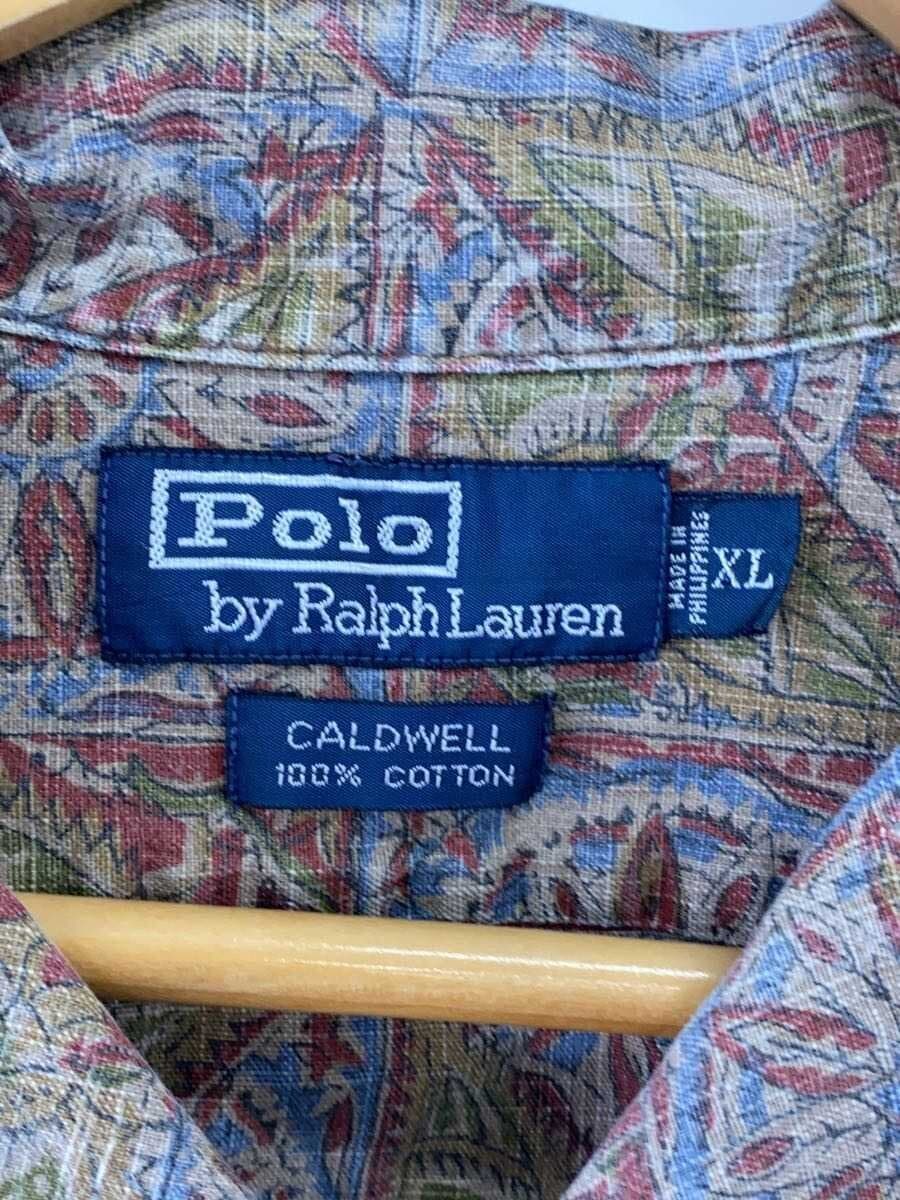 Polo
by Ralph Lauren
MADE IN
PHILIPPINES
XL
CALDWELL
100% COTTON